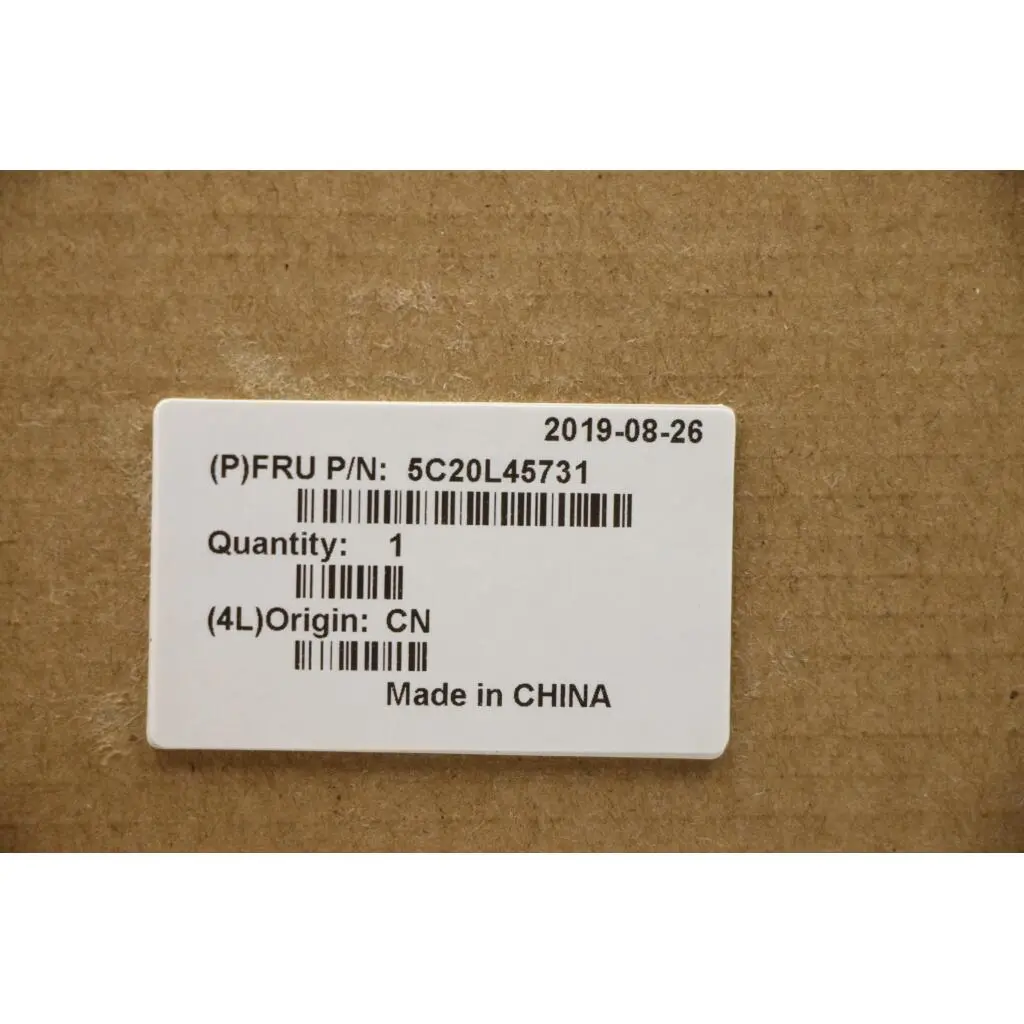 2019-08-26
(P)FRU P/N: 5C20L45731
Quantity: 1
(4L)Origin: CN
Made in CHINA